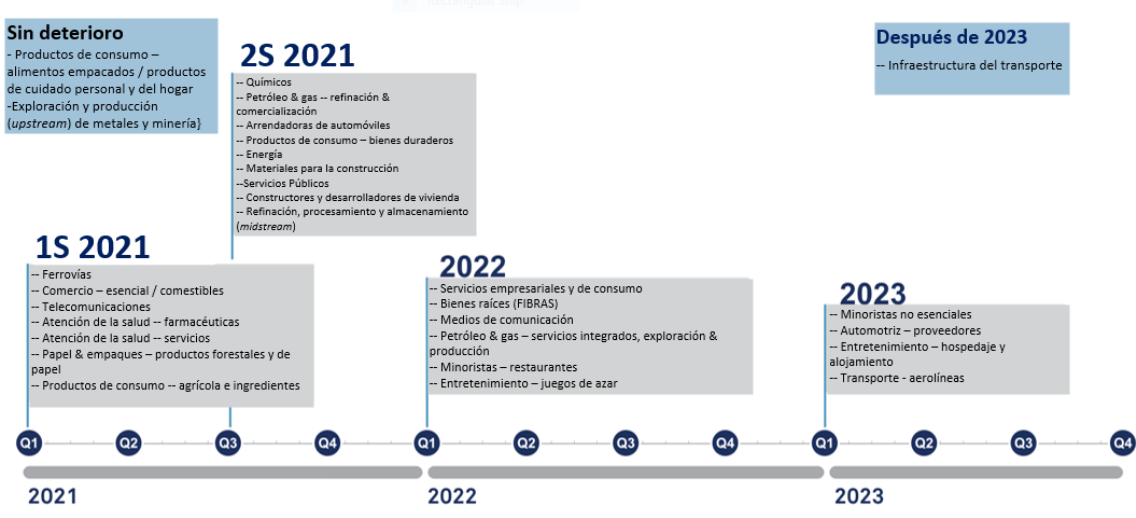 Sin deterioro
- Productos de consumo –
alimentos empacados / productos
de cuidado personal y del hogar
-Exploración y producción
(upstream) de metales y minería}
2S 2021
-- Químicos
-- Petróleo & gas -- refinación &
comercialización
-- Arrendadoras de automóviles
-- Productos de consumo – bienes duraderos
-- Energía
-- Materiales para la construcción
--Servicios Públicos
-- Constructores y desarrolladores de vivienda
-- Refinación, procesamiento y almacenamiento
(midstream)
Después de 2023
-- Infraestructura del transporte
1S 2021
-- Ferrovías
-- Comercio – esencial / comestibles
-- Telecomunicaciones
-- Atención de la salud -- farmacéuticas
-- Atención de la salud -- servicios
-- Papel & empaques – productos forestales y de
papel
-- Productos de consumo -- agrícola e ingredientes
2022
-- Servicios empresariales y de consumo
-- Bienes raíces (FIBRAS)
-- Medios de comunicación
-- Petróleo & gas – servicios integrados, exploración &
producción
-- Minoristas – restaurantes
-- Entretenimiento – juegos de azar
2023
-- Minoristas no esenciales
-- Automotriz – proveedores
-- Entretenimiento – hospedaje y
alojamiento
-- Transporte - aerolíneas
Q1 Q2 Q3 Q4 Q1 Q2 Q3 Q4 Q1 Q2 Q3 Q4
2021 2022 2023